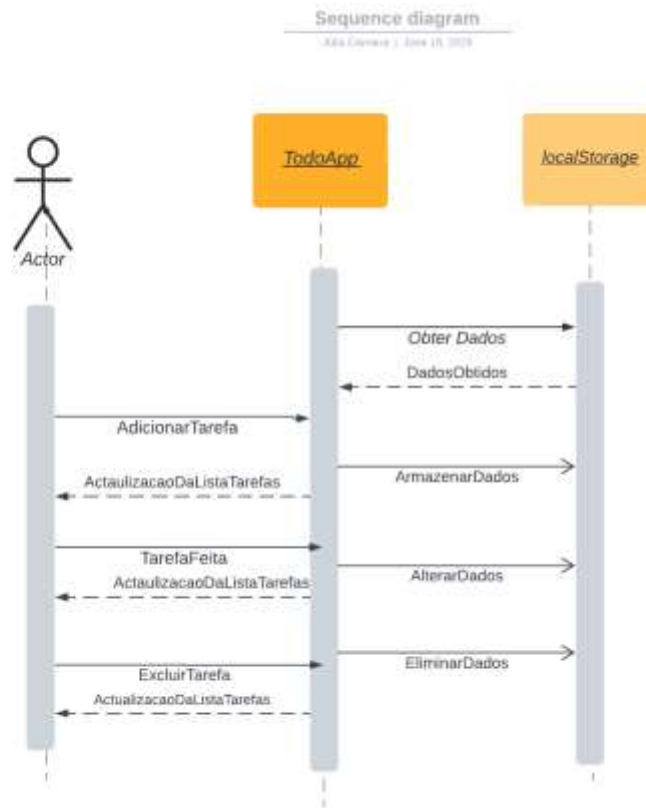 Sequence diagram
TodoApp
localStorage
Actor
Obter Dados
DadosObtidos
AdicionarTarefa
ArmazenarDados
ActaulizacaoDaListaTarefas
TarefaFeita
AlterarDados
ActaulizacaoDaListaTarefas
EliminarDados
ExcluirTarefa
ActualizacaoDaListaTarefas